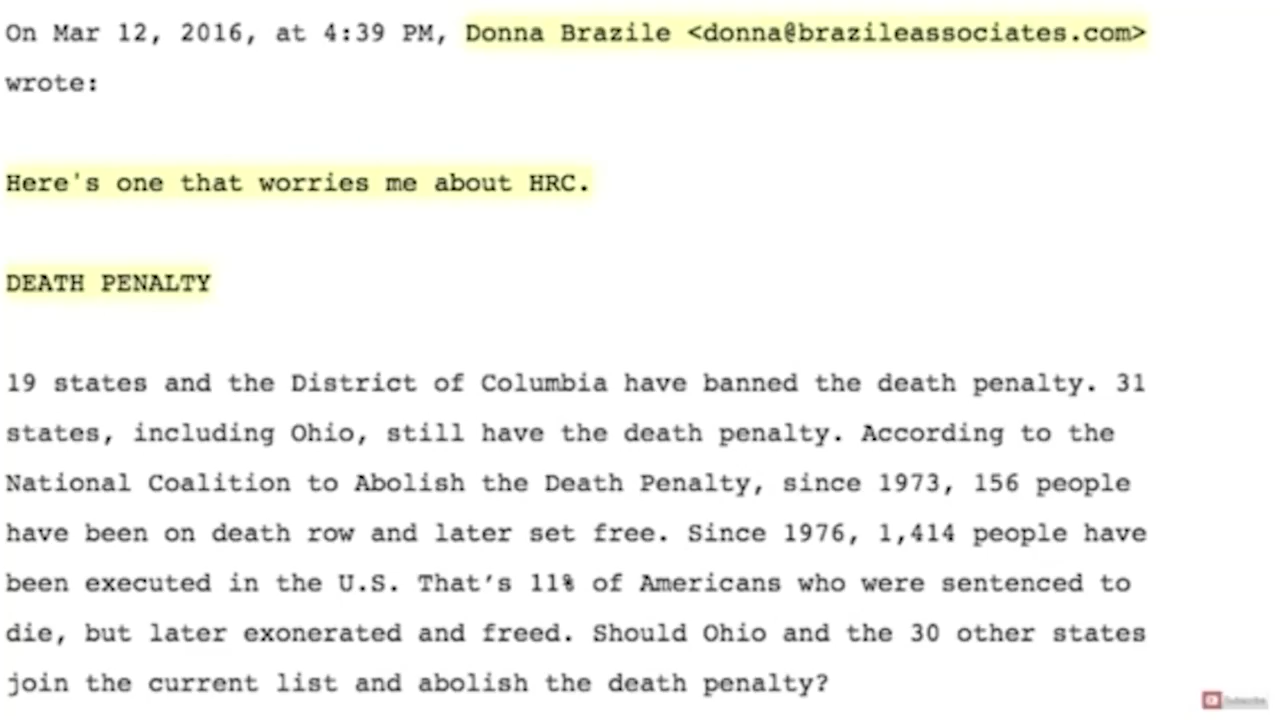 On Mar 12, 2016, at 4:39 PM, Donna Brazile <donna@brazileassociates.com>
wrote:
Here's one that worries me about HRC.
DEATH PENALTY
19 states and the District of Columbia have banned the death penalty. 31
states, including Ohio, still have the death penalty. According to the
National Coalition to Abolish the Death Penalty, since 1973, 156 people
have been on death row and later set free. Since 1976, 1,414 people have
been executed in the U.S. That’s 11% of Americans who were sentenced to
die, but later exonerated and freed. Should Ohio and the 30 other states
join the current list and abolish the death penalty?
Subscribe